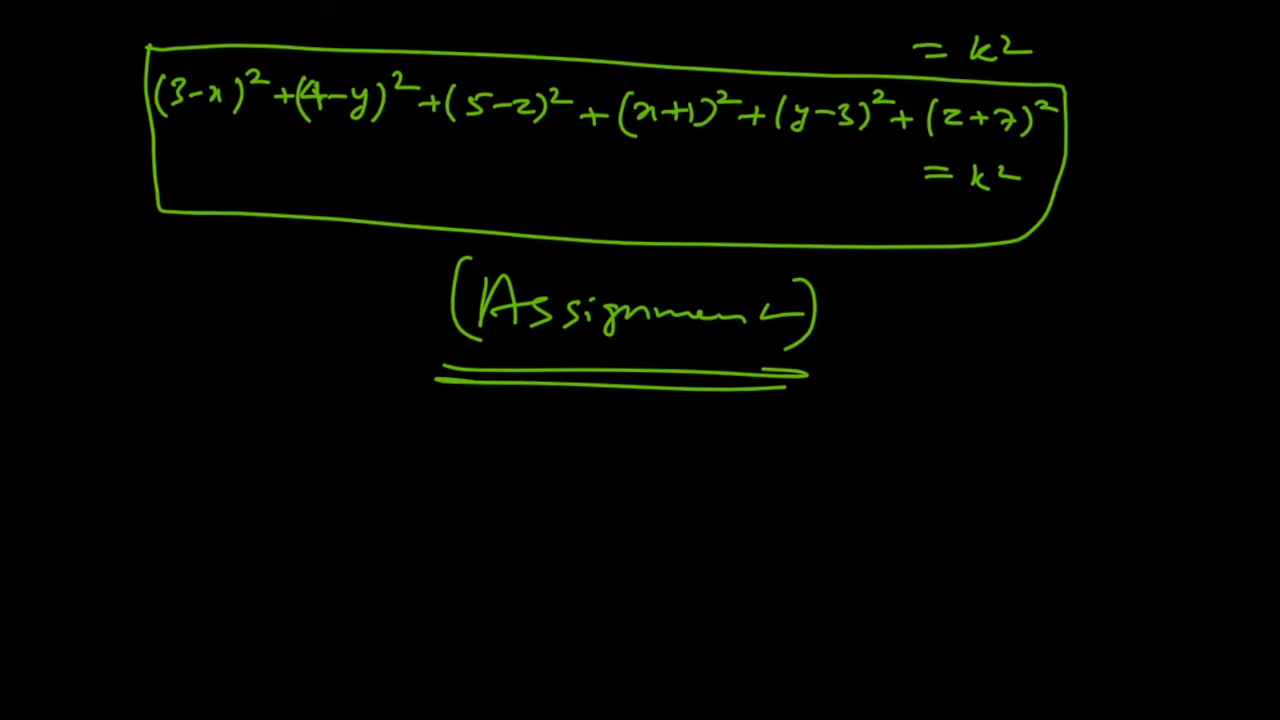 = k²
(3-x)² + (4-y)² + (5-z)² + (x+1)² + (y-3)² + (z+7)²
= k²
(Assignment)